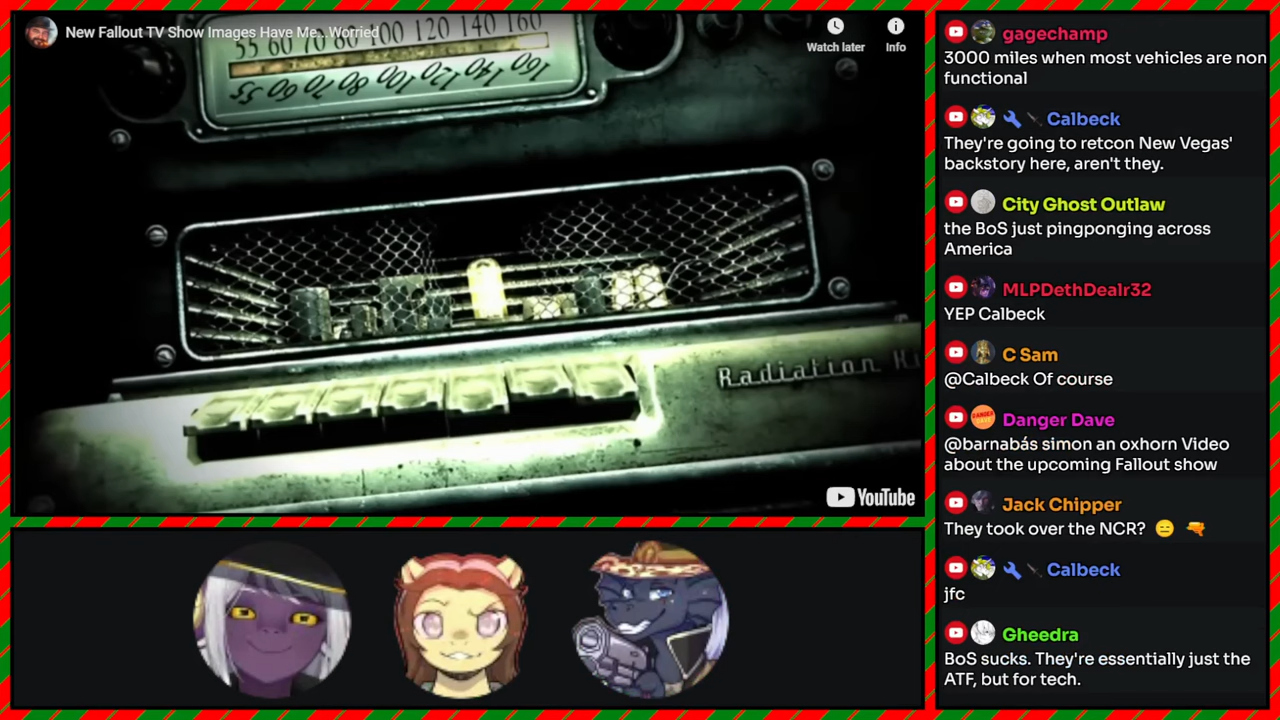 New Fallout TV Show Images Have Me...Worried
Watch later
Info
55 60 70 80 100 120 140 160
55 60 70 80 100 120 140 160
Radiation Ki
YouTube
gagechamp
3000 miles when most vehicles are non
functional
Calbeck
They're going to retcon New Vegas'
backstory here, aren't they.
City Ghost Outlaw
the BoS just pingponging across
America
MLPDethDealr32
YEP Calbeck
C Sam
@Calbeck Of course
Danger Dave
@barnabás simon an oxhorn Video
about the upcoming Fallout show
Jack Chipper
They took over the NCR? 😑 🔫
Calbeck
jfc
Gheedra
BoS sucks. They're essentially just the
ATF, but for tech.